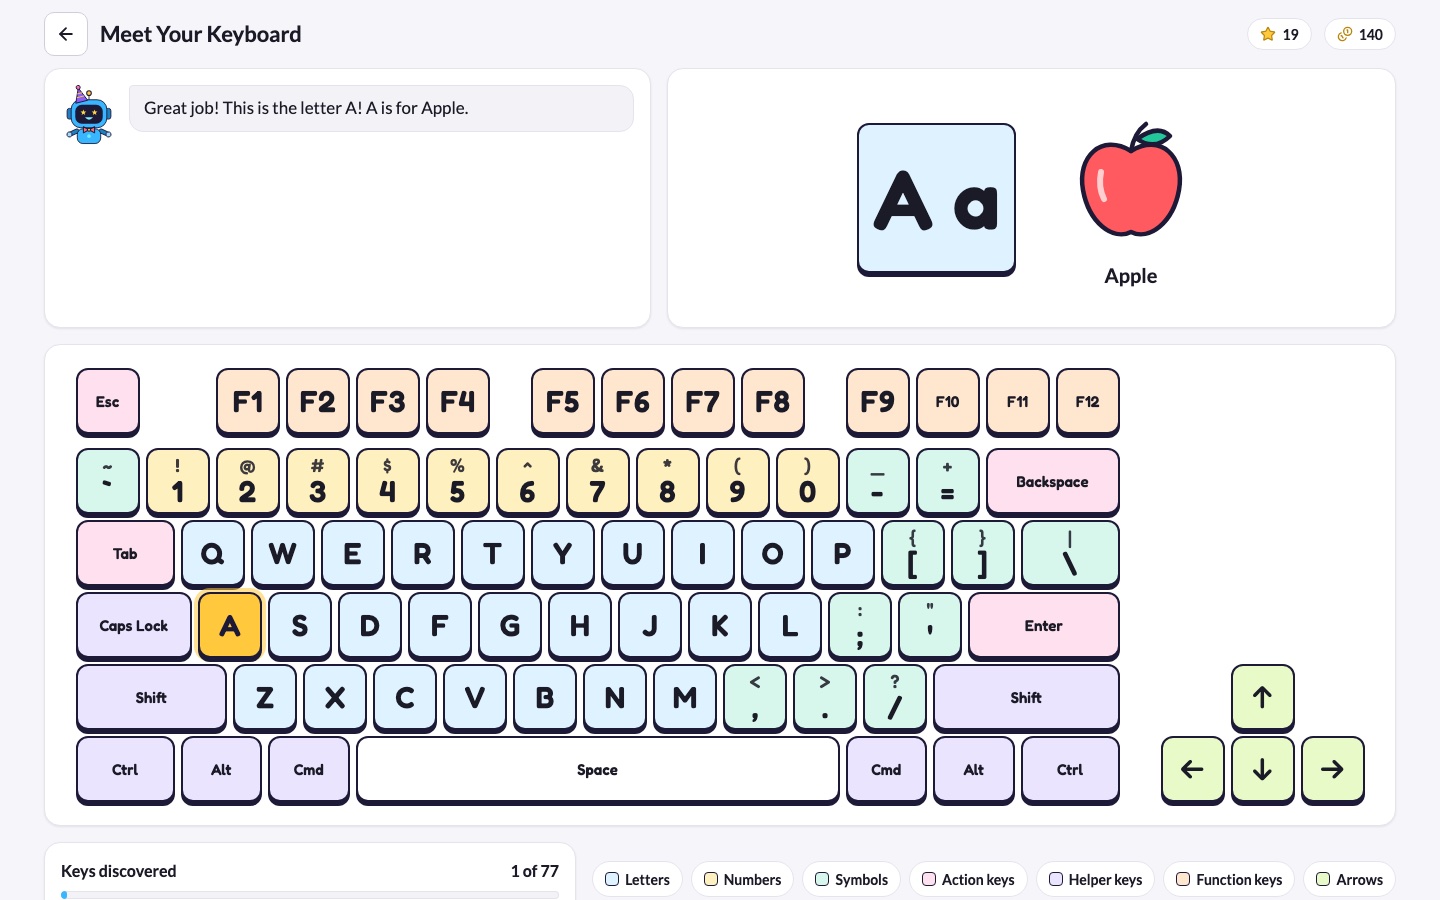 Meet Your Keyboard
19
140
Great job! This is the letter A! A is for Apple.
A a
Apple
Esc F1 F2 F3 F4 F5 F6 F7 F8 F9 F10 F11 F12
~ ! @ # $ % ^ & * ( ) _ +
` 1 2 3 4 5 6 7 8 9 0 - = Backspace
{ } |
Tab Q W E R T Y U I O P [ ] \
: "
Caps Lock A S D F G H J K L ; ' Enter
< > ?
Shift Z X C V B N M , . / Shift ↑
Ctrl Alt Cmd Space Cmd Alt Ctrl ← ↓ →
Keys discovered 1 of 77
Letters Numbers Symbols Action keys Helper keys Function keys Arrows